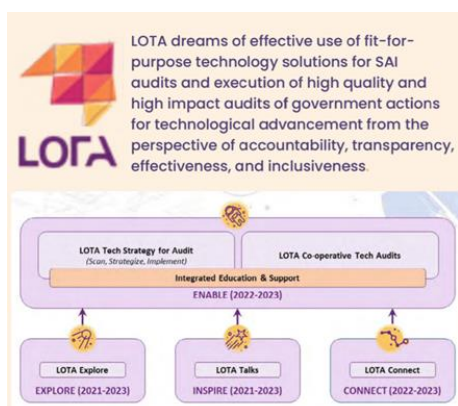 LOTA dreams of effective use of fit-for-
purpose technology solutions for SAI
audits and execution of high quality and
high impact audits of government actions
for technological advancement from the
perspective of accountability, transparency,
effectiveness, and inclusiveness.
LOTA
LOTA Tech Strategy for Audit
(Scan, Strategize, Implement)
LOTA Co-operative Tech Audits
Integrated Education & Support
ENABLE (2022-2023)
LOTA Explore
EXPLORE (2021-2023)
LOTA Talks
INSPIRE (2021-2023)
LOTA Connect
CONNECT (2022-2023)